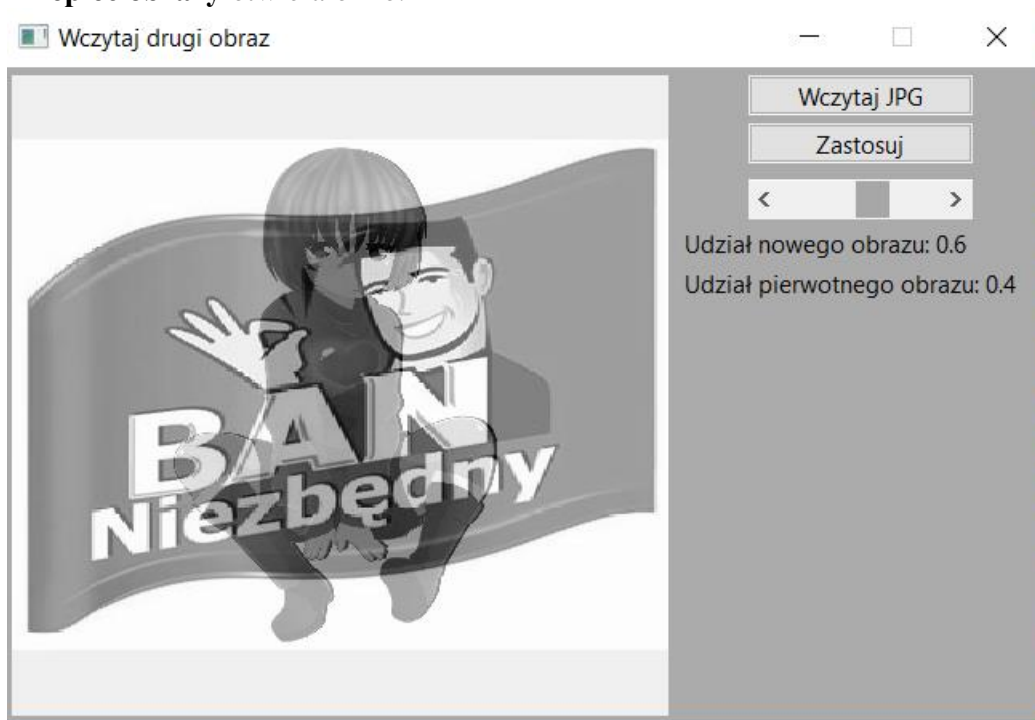 Wczytaj drugi obraz
Wczytaj JPG
Zastosuj
Udział nowego obrazu: 0.6
Udział pierwotnego obrazu: 0.4
BAN
Niezbędny